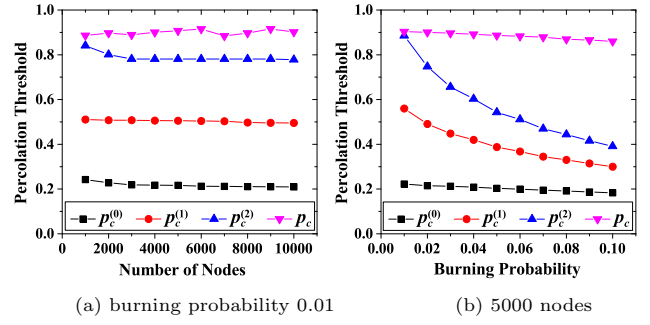 1.0
0.8
0.6
0.4
0.2
0.0
Percolation Threshold
p_c^(0) p_c^(1) p_c^(2) p_c
0 2000 4000 6000 8000 10000
Number of Nodes
(a) burning probability 0.01
1.0
0.8
0.6
0.4
0.2
0.0
Percolation Threshold
p_c^(0) p_c^(1) p_c^(2) p_c
0.00 0.02 0.04 0.06 0.08 0.10
Burning Probability
(b) 5000 nodes